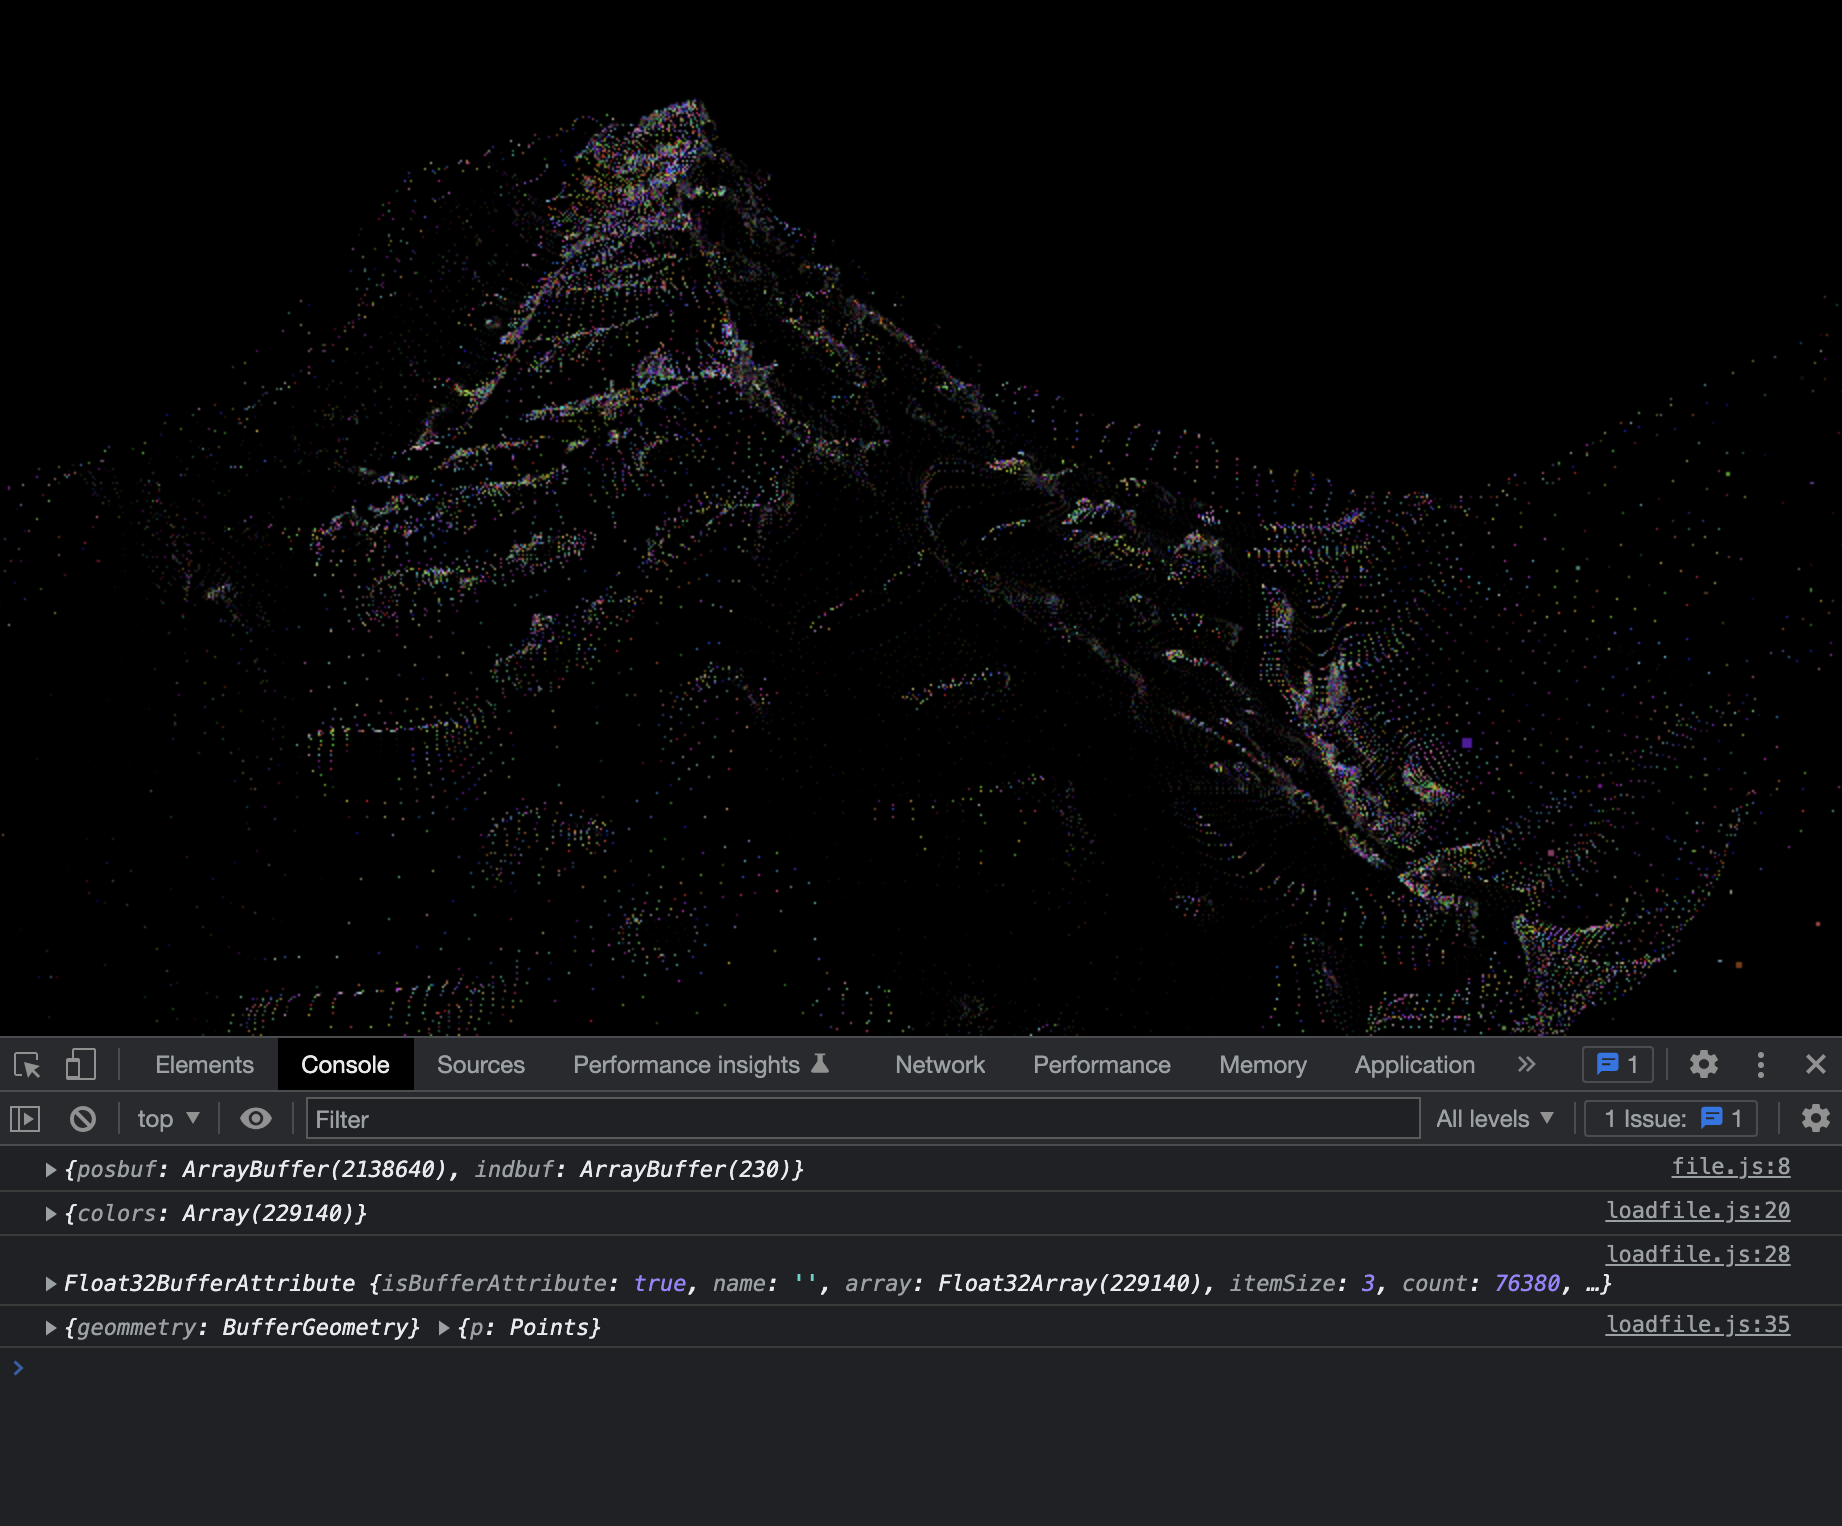 Elements Console Sources Performance insights Network Performance Memory Application » 1
top ▼ Filter All levels ▼ 1 Issue: 1
▶{posbuf: ArrayBuffer(2138640), indbuf: ArrayBuffer(230)} file.js:8
▶{colors: Array(229140)} loadfile.js:20
loadfile.js:28
▶Float32BufferAttribute {isBufferAttribute: true, name: '', array: Float32Array(229140), itemSize: 3, count: 76380, …}
▶{geommetry: BufferGeometry} ▶{p: Points} loadfile.js:35